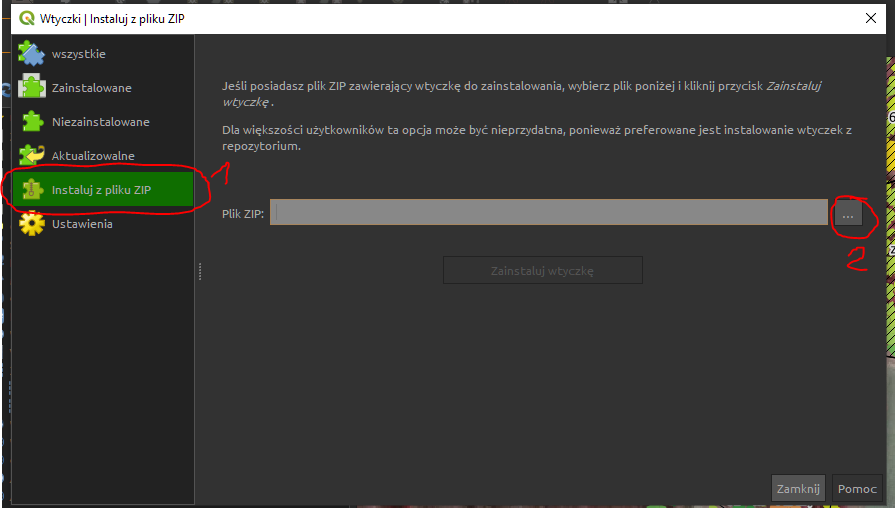 Wtyczki | Instaluj z pliku ZIP
wszystkie
Zainstalowane
Niezainstalowane
Aktualizowalne
Instaluj z pliku ZIP
Ustawienia
1
Jeśli posiadasz plik ZIP zawierający wtyczkę do zainstalowania, wybierz plik poniżej i kliknij przycisk Zainstaluj
wtyczkę .
Dla większości użytkowników ta opcja może być nieprzydatna, ponieważ preferowane jest instalowanie wtyczek z
repozytorium.
Plik ZIP: ...
2
Zainstaluj wtyczkę
Zamknij Pomoc